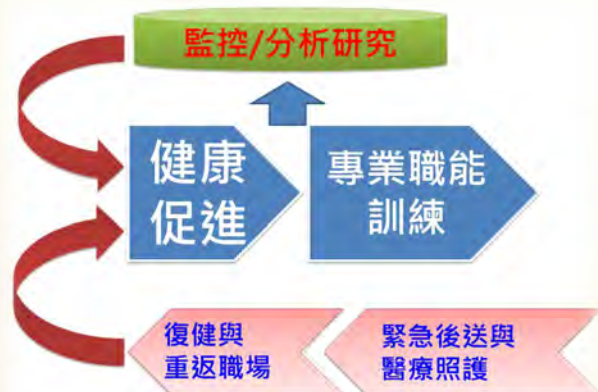 監控/分析研究
健康
促進
專業職能
訓練
復健與
重返職場
緊急後送與
醫療照護